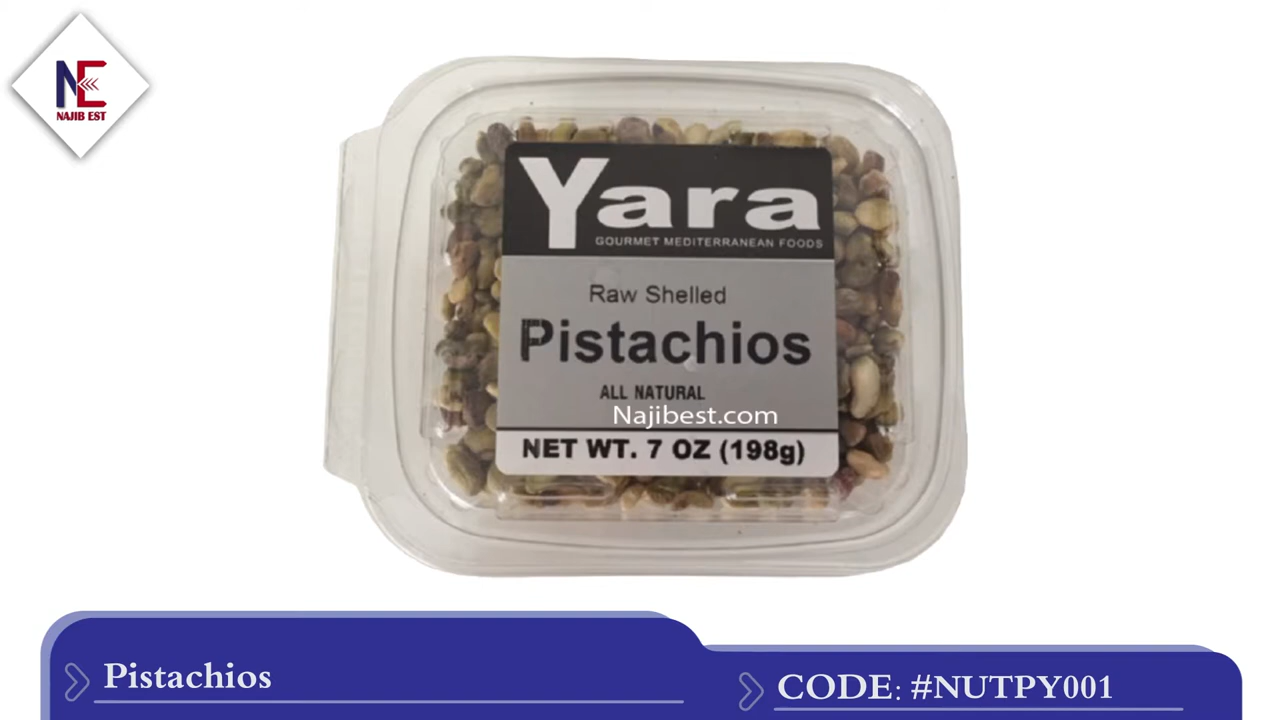 NE
NAJIB EST
Yara
GOURMET MEDITERRANEAN FOODS
Raw Shelled
Pistachios
ALL NATURAL
Najibest.com
NET WT. 7 OZ (198g)
Pistachios
CODE: #NUTPY001